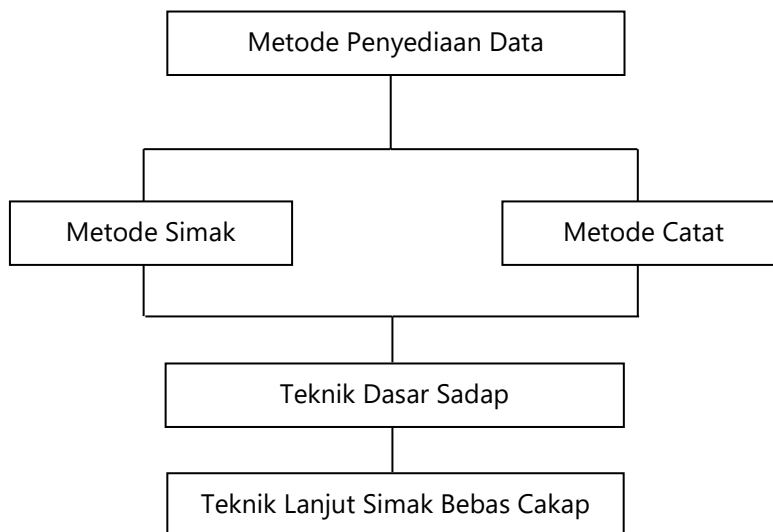 Metode Penyediaan Data
Metode Simak
Metode Catat
Teknik Dasar Sadap
Teknik Lanjut Simak Bebas Cakap